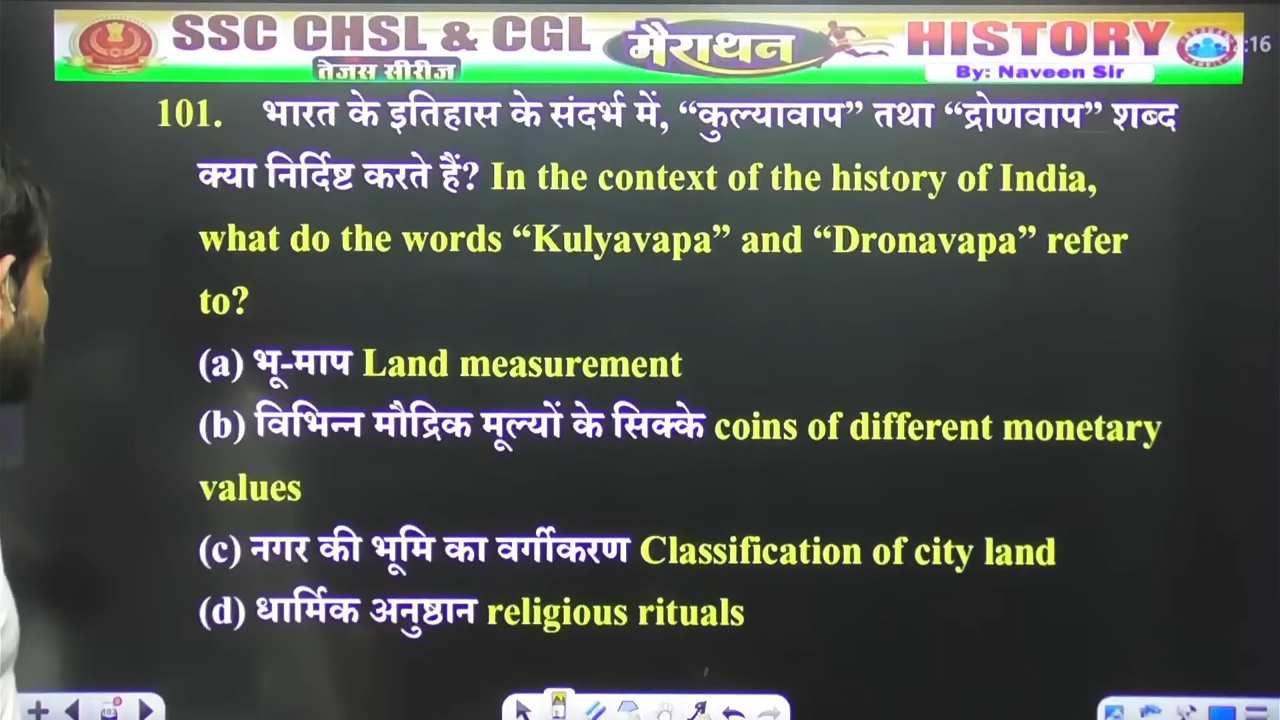 SSC CHSL & CGL मैराथन HISTORY :16
तेजस सीरीज By: Naveen Sir
101. भारत के इतिहास के संदर्भ में, “कुल्यावाप” तथा “द्रोणवाप” शब्द
क्या निर्दिष्ट करते हैं? In the context of the history of India,
what do the words “Kulyavapa” and “Dronavapa” refer
to?
(a) भू-माप Land measurement
(b) विभिन्न मौद्रिक मूल्यों के सिक्के coins of different monetary
values
(c) नगर की भूमि का वर्गीकरण Classification of city land
(d) धार्मिक अनुष्ठान religious rituals